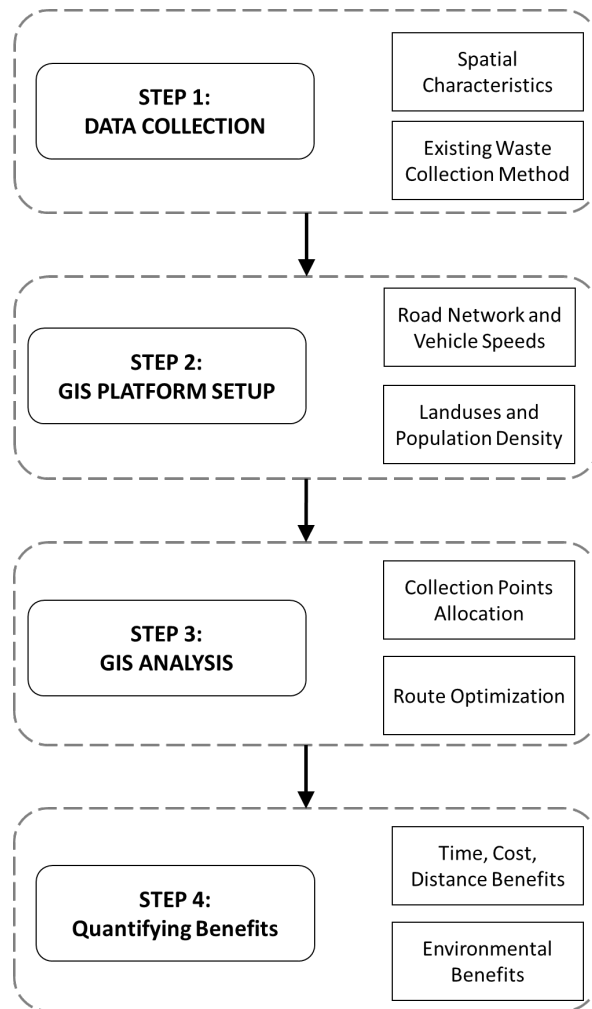 STEP 1:
DATA COLLECTION
Spatial
Characteristics
Existing Waste
Collection Method
STEP 2:
GIS PLATFORM SETUP
Road Network and
Vehicle Speeds
Landuses and
Population Density
STEP 3:
GIS ANALYSIS
Collection Points
Allocation
Route Optimization
STEP 4:
Quantifying Benefits
Time, Cost,
Distance Benefits
Environmental
Benefits